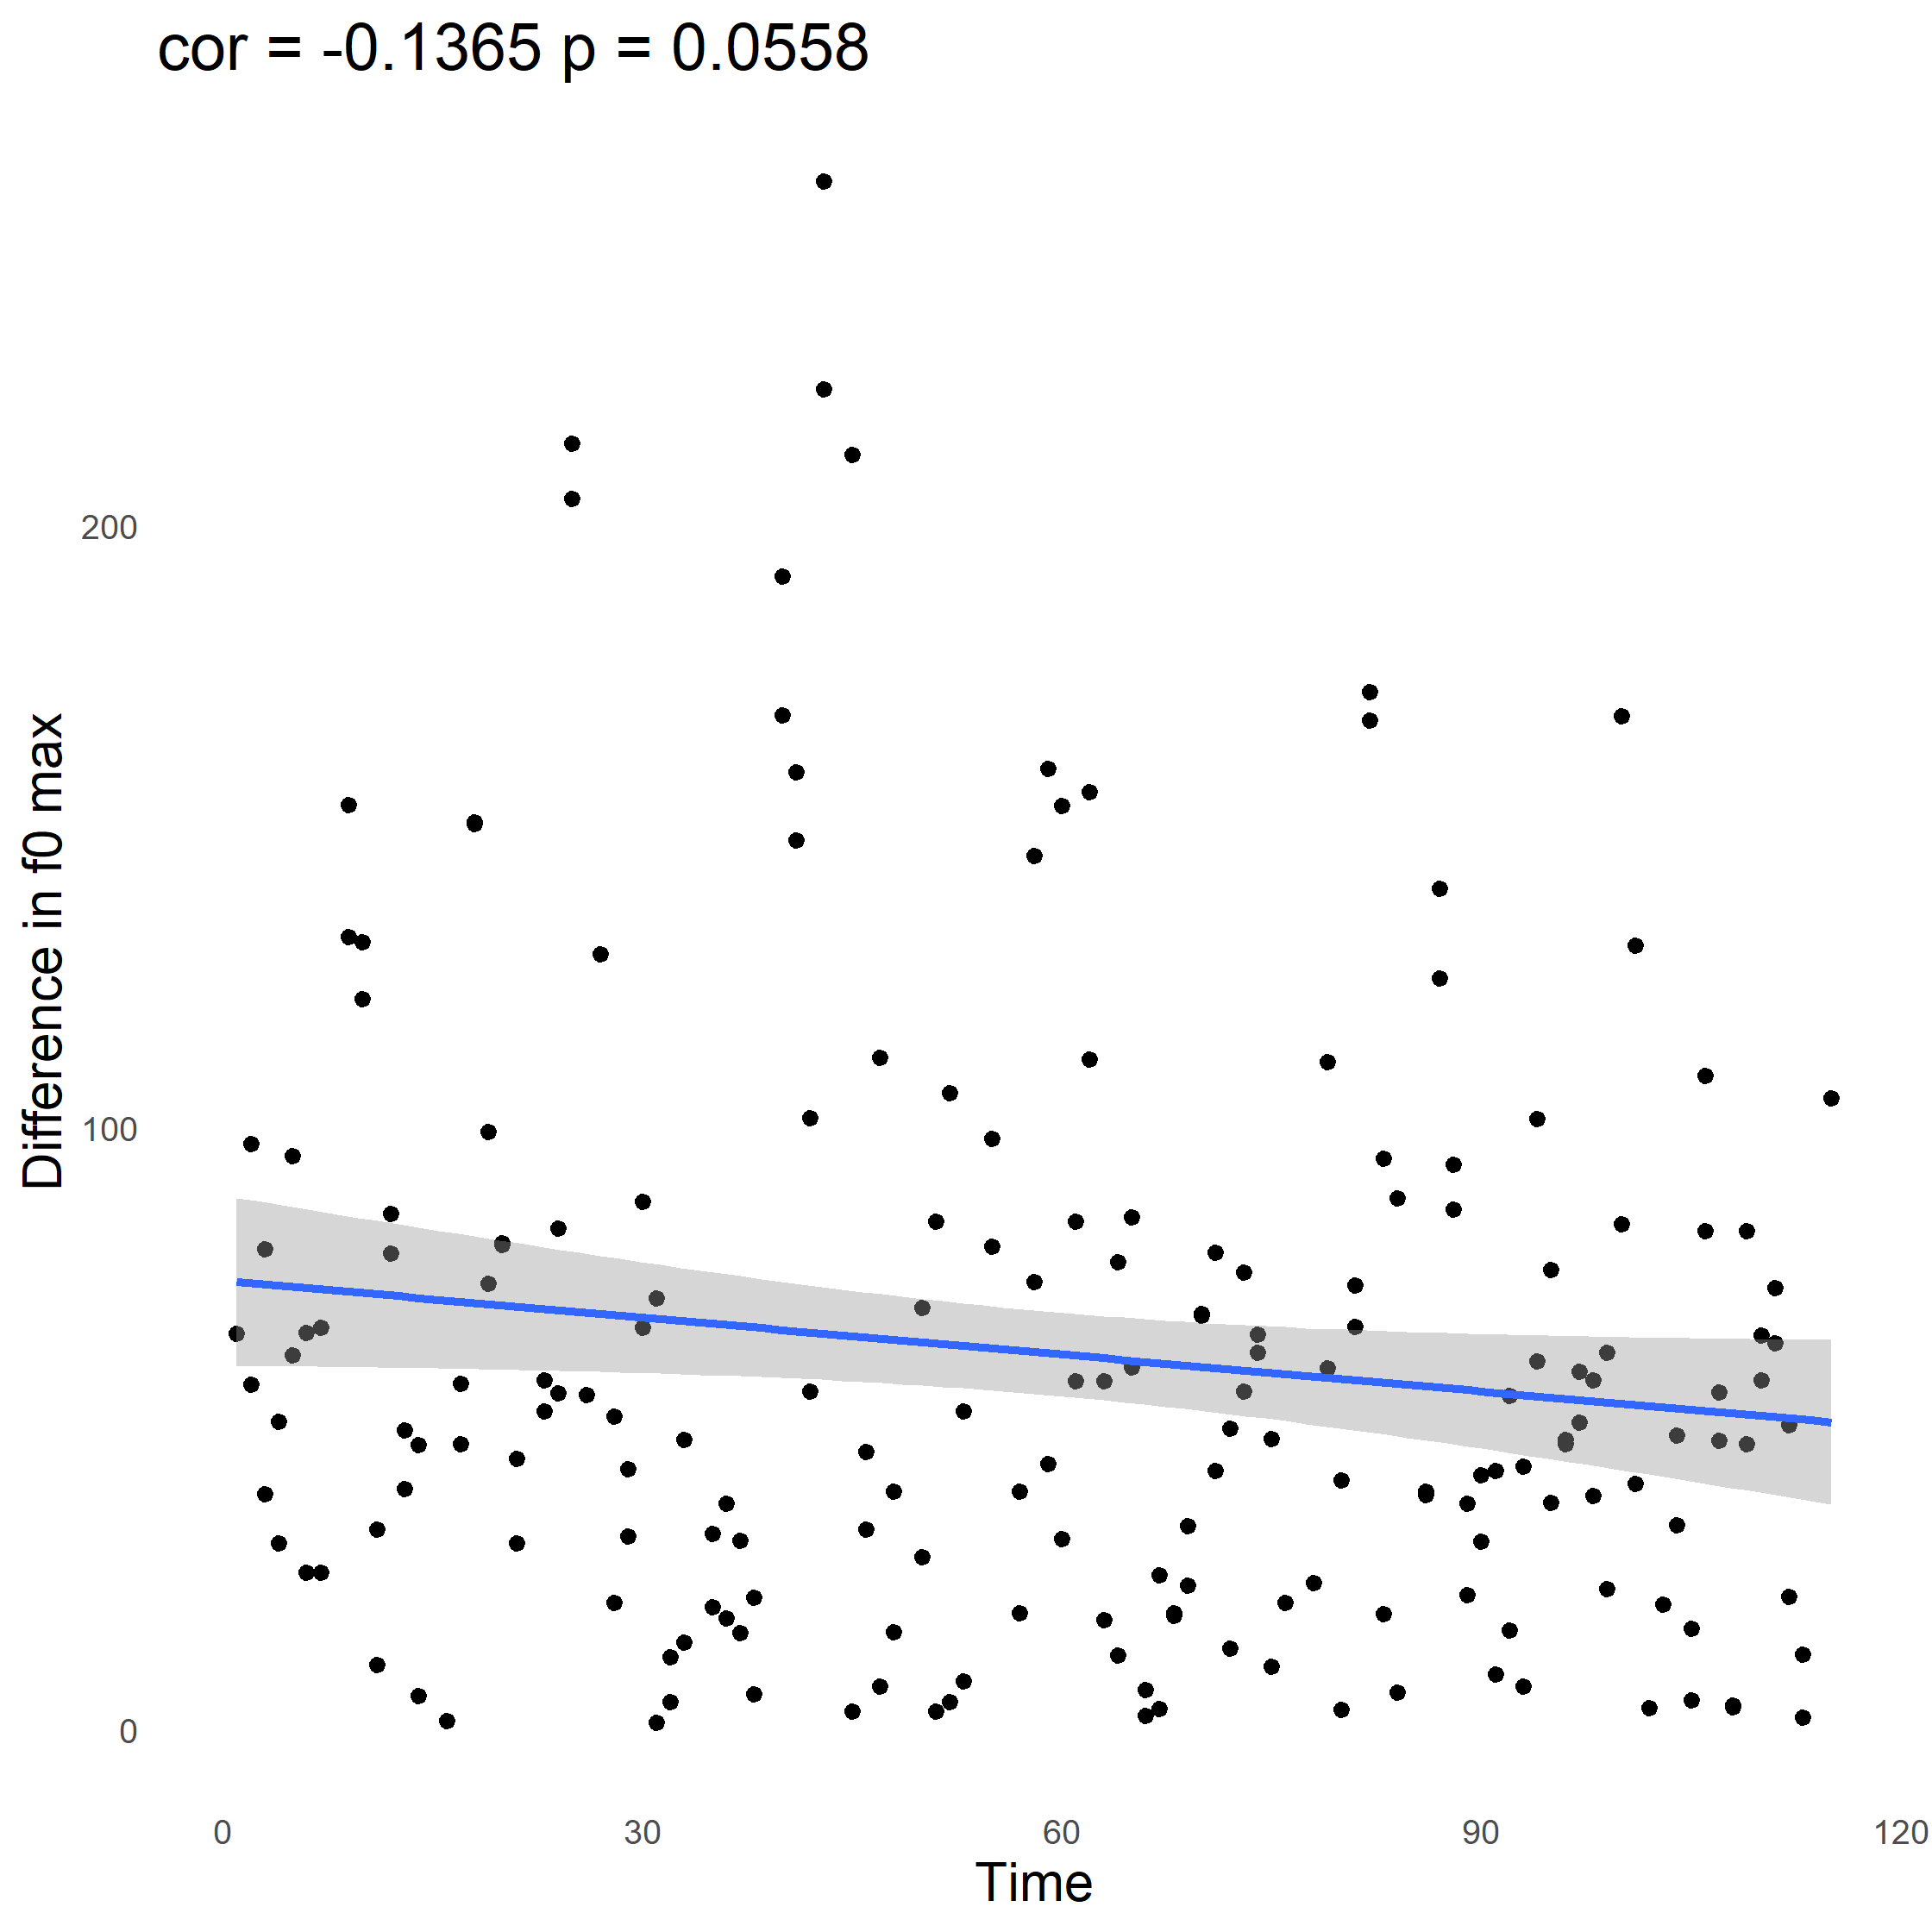 cor = -0.1365 p = 0.0558
Difference in f0 max
200
100
0
0 30 60 90 120
Time